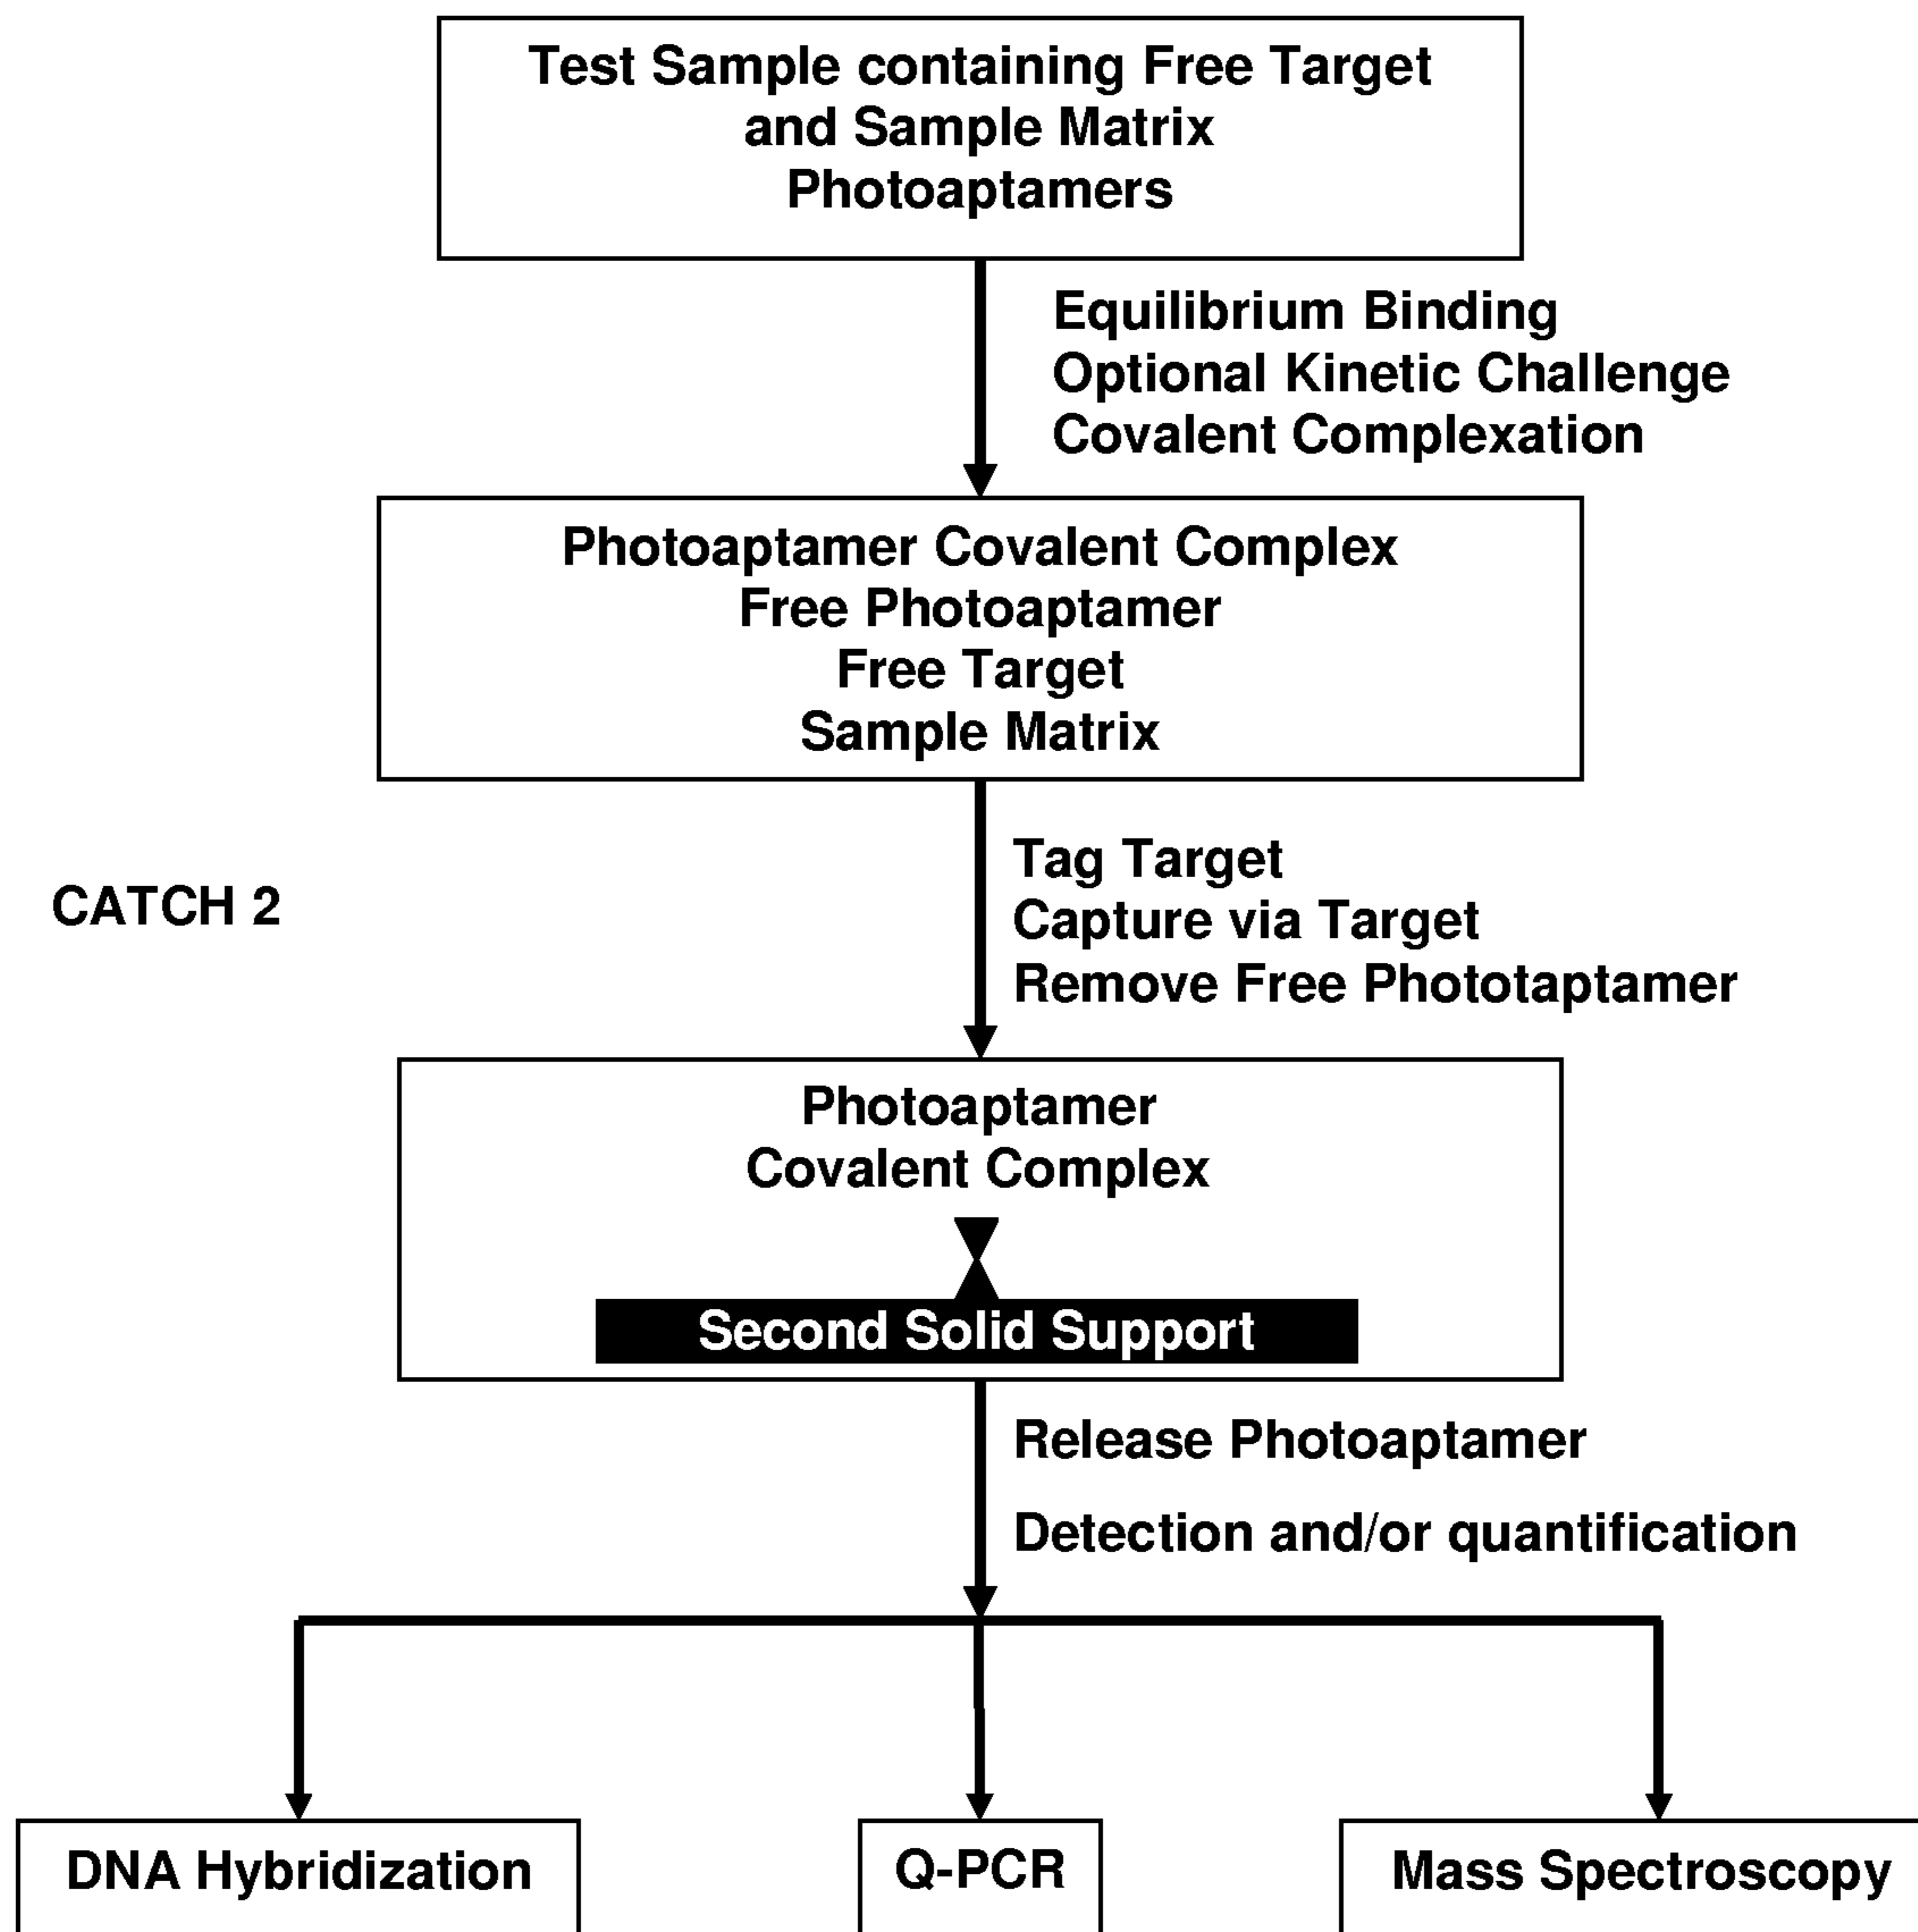 Test Sample containing Free Target
and Sample Matrix
Photoaptamers
Equilibrium Binding
Optional Kinetic Challenge
Covalent Complexation
Photoaptamer Covalent Complex
Free Photoaptamer
Free Target
Sample Matrix
CATCH 2
Tag Target
Capture via Target
Remove Free Phototaptamer
Photoaptamer
Covalent Complex
Second Solid Support
Release Photoaptamer
Detection and/or quantification
DNA Hybridization
Q-PCR
Mass Spectroscopy